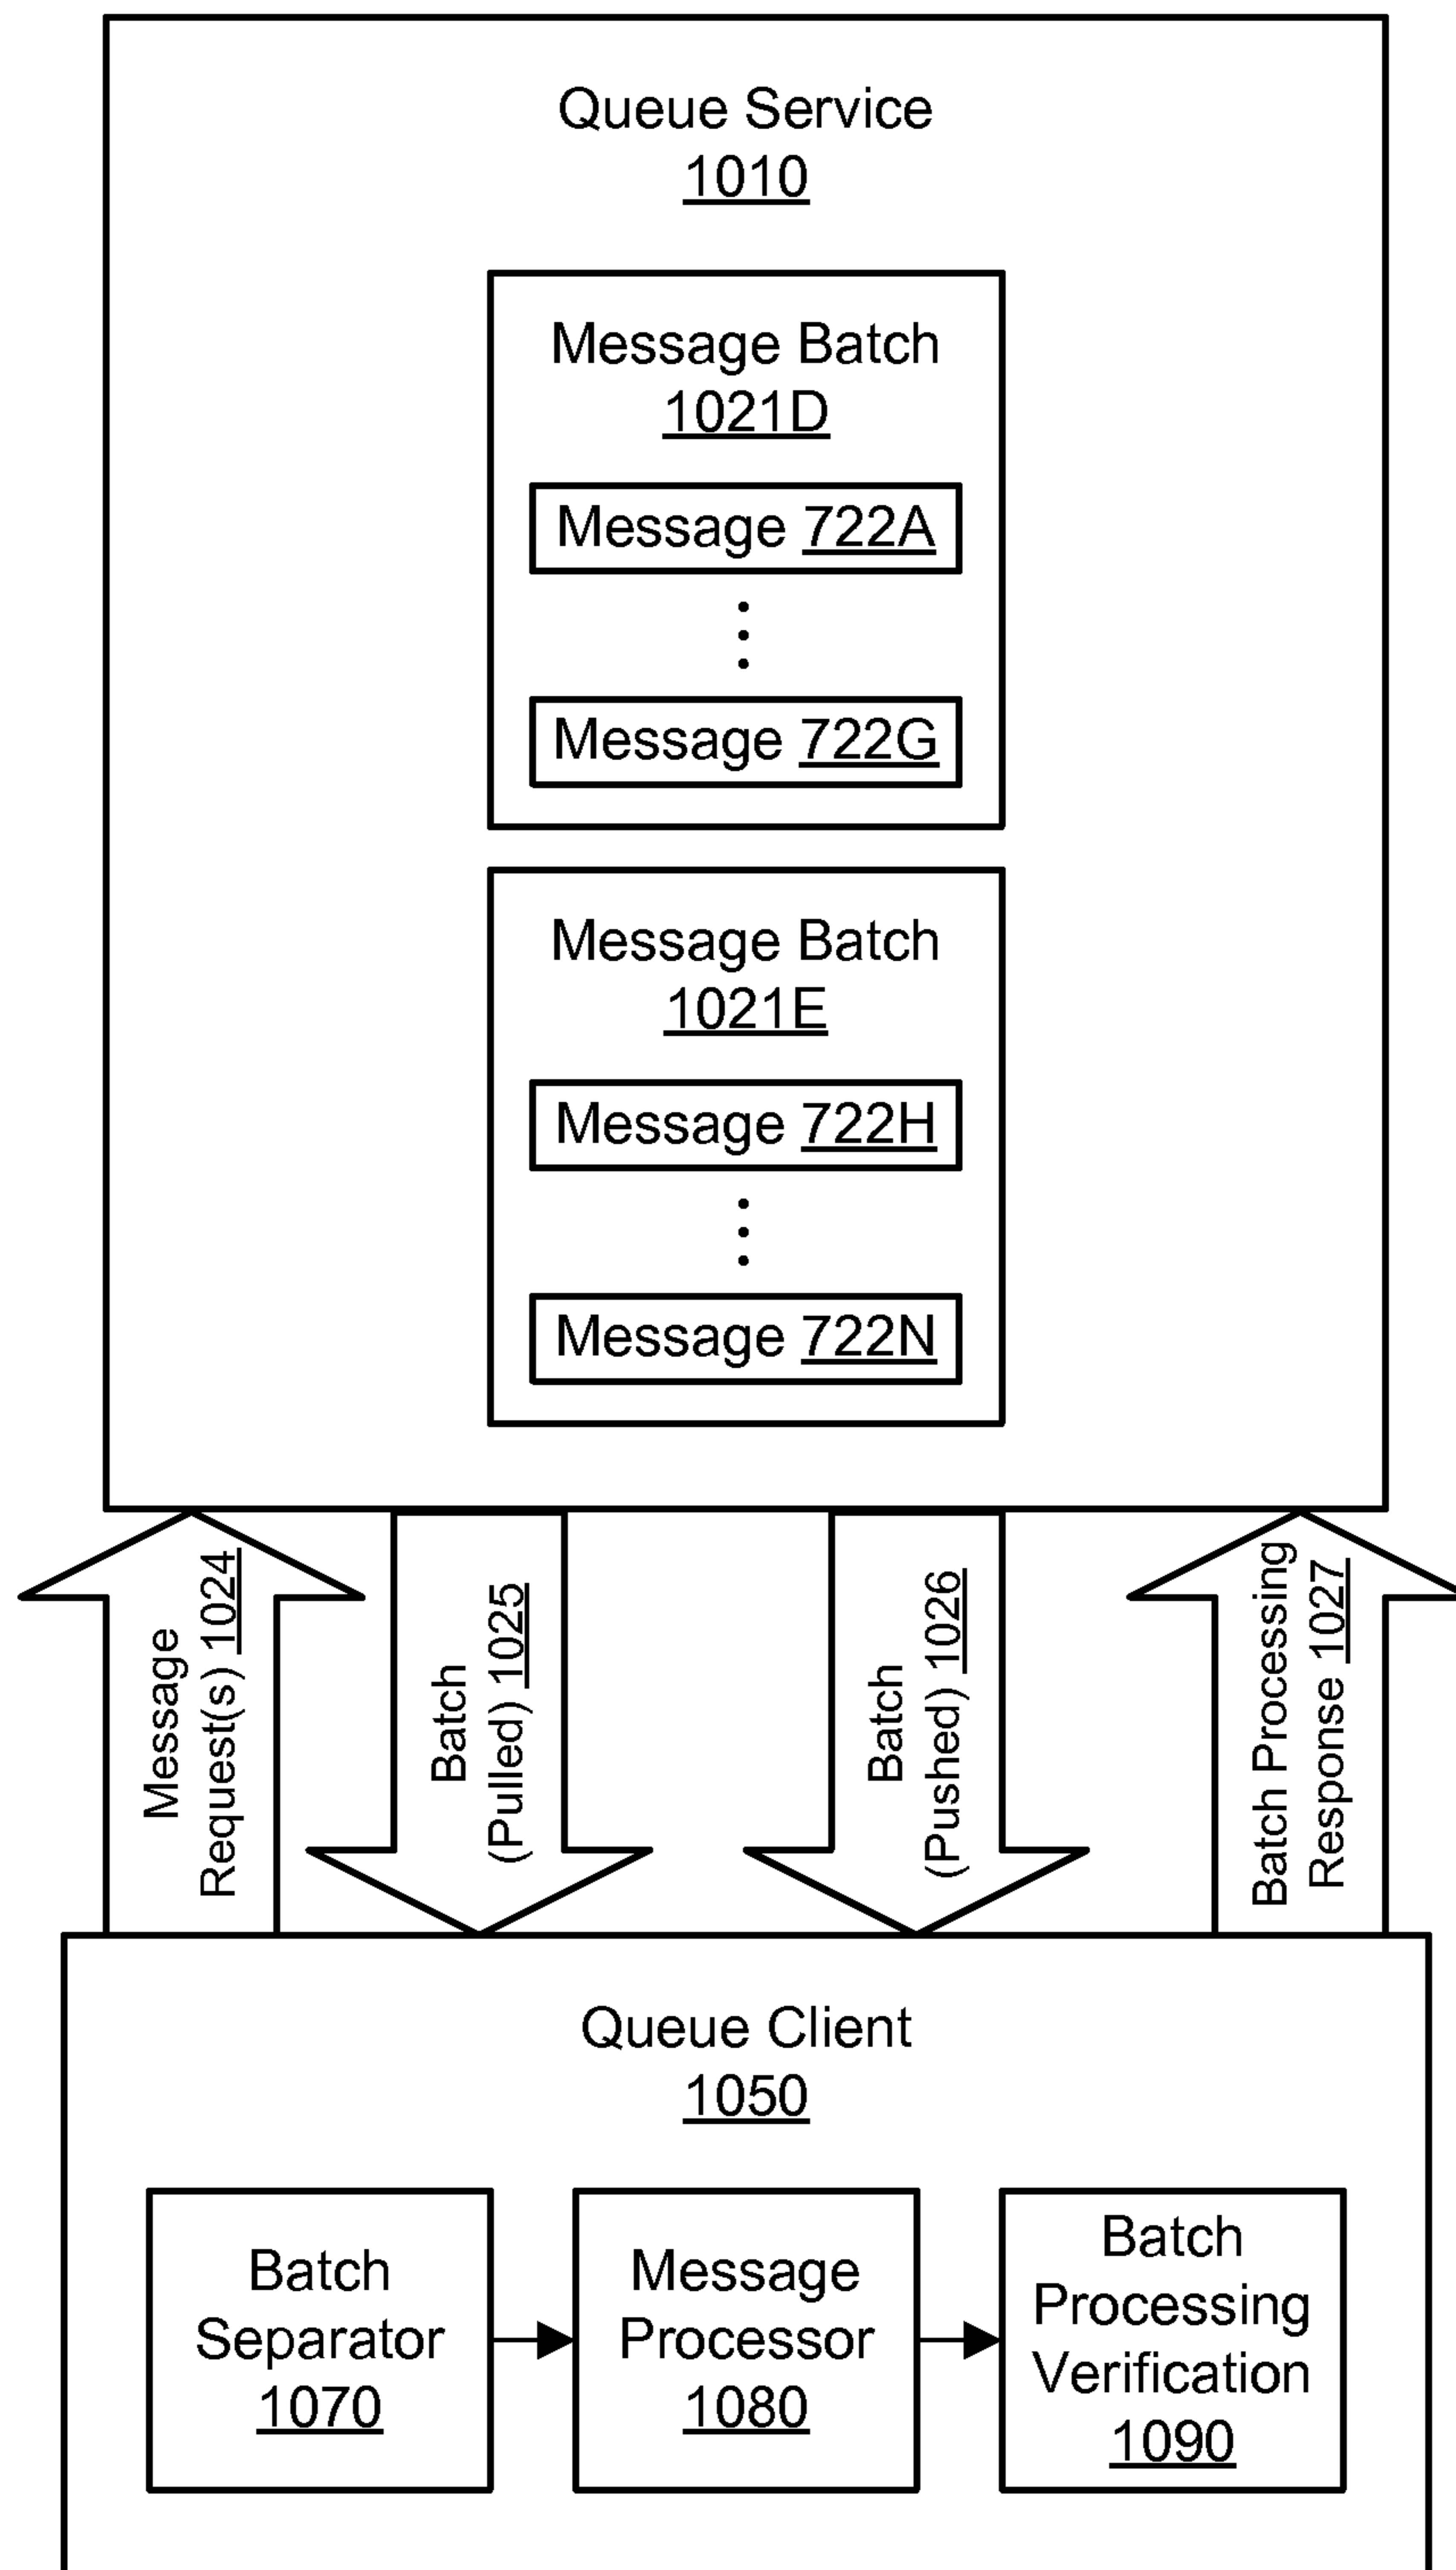 Queue Service
1010
Message Batch
1021D
Message 722A
Message 722G
Message Batch
1021E
Message 722H
Message 722N
Message
Request(s) 1024
Batch
(Pulled) 1025
Batch
(Pushed) 1026
Batch Processing
Response 1027
Queue Client
1050
Batch
Separator
1070
Message
Processor
1080
Batch
Processing
Verification
1090